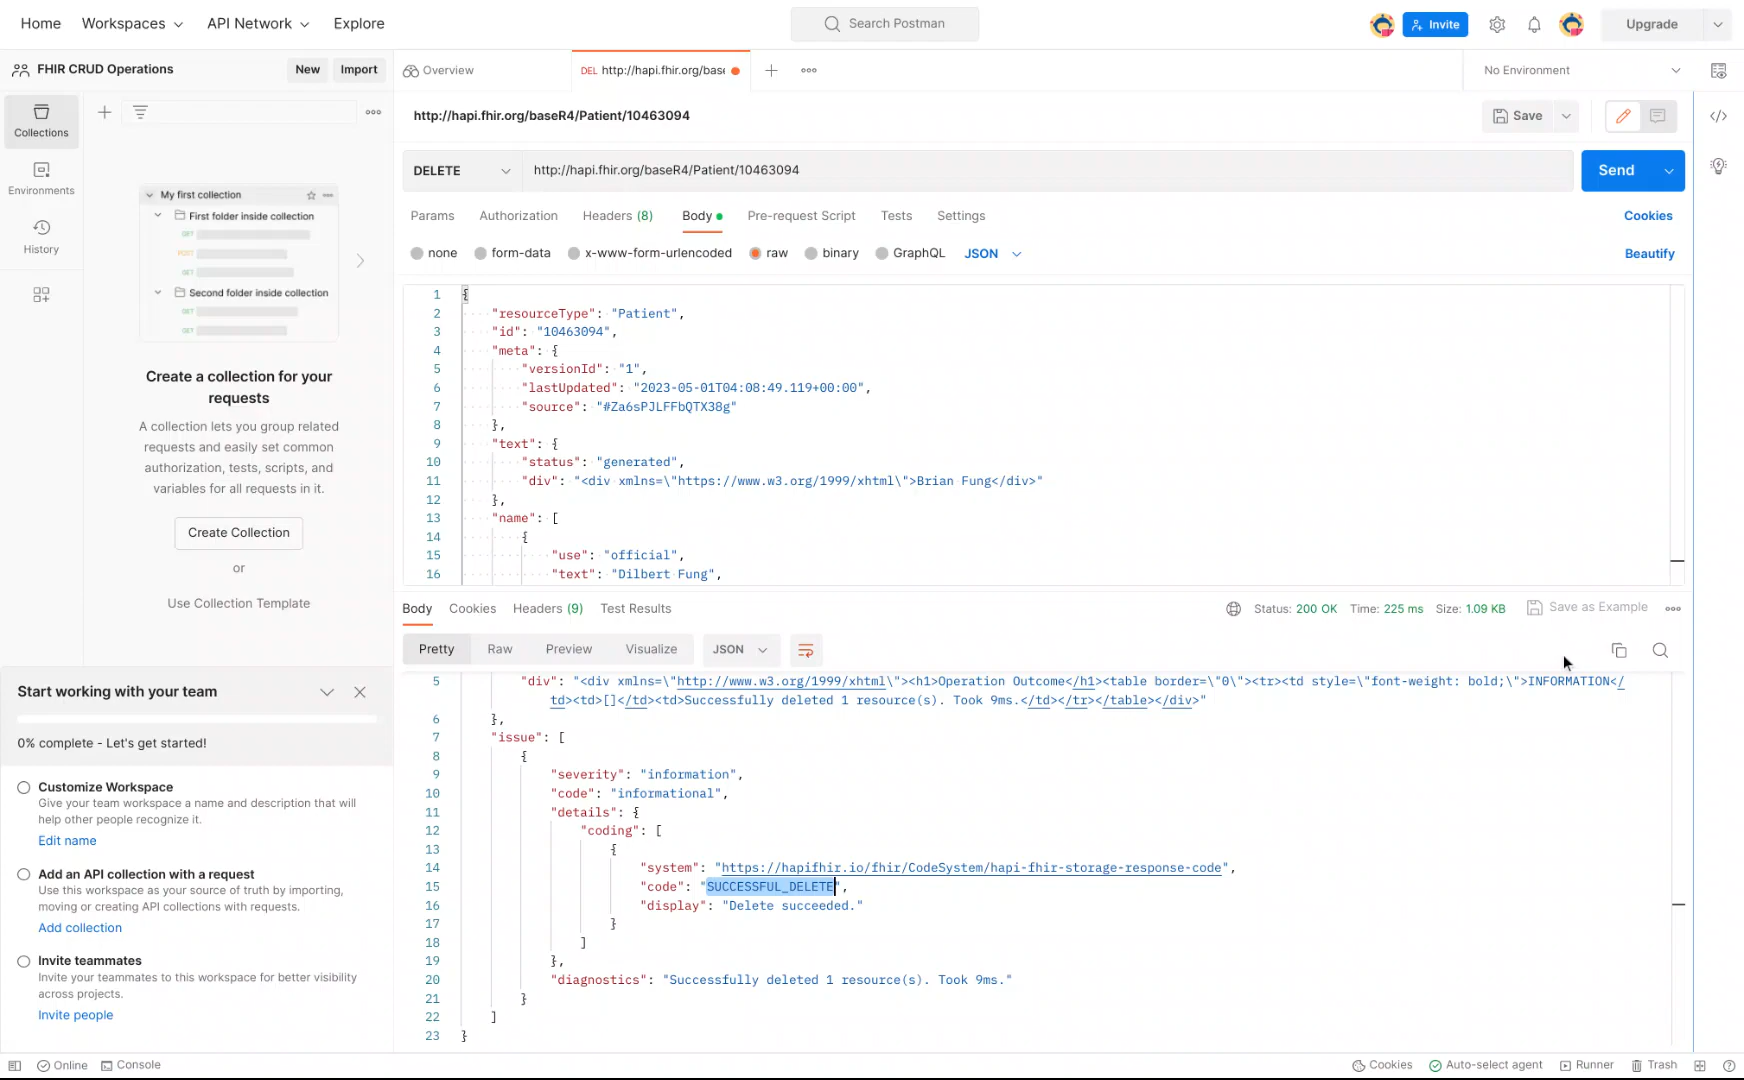 Home Workspaces API Network Explore
Search Postman
Invite
Upgrade
FHIR CRUD Operations
New
Import
Overview
DEL http://hapi.fhir.org/base
No Environment
Collections
Environments
History
http://hapi.fhir.org/baseR4/Patient/10463094
Save
DELETE
http://hapi.fhir.org/baseR4/Patient/10463094
Send
Params Authorization Headers (8) Body Pre-request Script Tests Settings
Cookies
none form-data x-www-form-urlencoded raw binary GraphQL JSON
Beautify
1 {
2 "resourceType": "Patient",
3 "id": "10463094",
4 "meta": {
5 "versionId": "1",
6 "lastUpdated": "2023-05-01T04:08:49.119+00:00",
7 "source": "#Za6sPJLFFbQTX38g"
8 },
9 "text": {
10 "status": "generated",
11 "div": "<div xmlns=\"https://www.w3.org/1999/xhtml\">Brian Fung</div>"
12 },
13 "name": [
14 {
15 "use": "official",
16 "text": "Dilbert Fung",
My first collection
First folder inside collection
GET
POST
GET
Second folder inside collection
GET
GET
Create a collection for your
requests
A collection lets you group related
requests and easily set common
authorization, tests, scripts, and
variables for all requests in it.
Create Collection
or
Use Collection Template
Body Cookies Headers (9) Test Results
Status: 200 OK Time: 225 ms Size: 1.09 KB
Save as Example
Pretty Raw Preview Visualize JSON
5 "div": "<div xmlns=\"http://www.w3.org/1999/xhtml\"><h1>Operation Outcome</h1><table border=\"0\"><tr><td style=\"font-weight: bold;\">INFORMATION</
td><td>[]</td><td>Successfully deleted 1 resource(s). Took 9ms.</td></tr></table></div>"
6 },
7 "issue": [
8 {
9 "severity": "information",
10 "code": "informational",
11 "details": {
12 "coding": [
13 {
14 "system": "https://hapifhir.io/fhir/CodeSystem/hapi-fhir-storage-response-code",
15 "code": "SUCCESSFUL_DELETE",
16 "display": "Delete succeeded."
17 }
18 ]
19 },
20 "diagnostics": "Successfully deleted 1 resource(s). Took 9ms."
21 }
22 ]
23 }
Start working with your team
0% complete - Let's get started!
Customize Workspace
Give your team workspace a name and description that will
help other people recognize it.
Edit name
Add an API collection with a request
Use this workspace as your source of truth by importing,
moving or creating API collections with requests.
Add collection
Invite teammates
Invite your teammates to this workspace for better visibility
across projects.
Invite people
Online Console
Cookies Auto-select agent Runner Trash